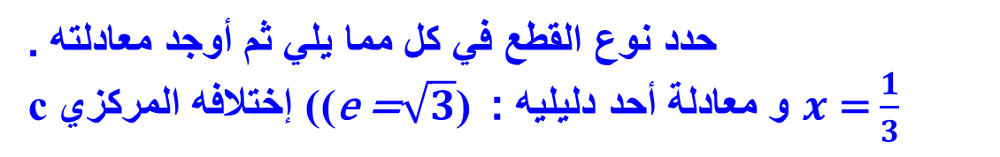 حدد نوع القطع في كل مما يلي ثم أوجد معادلته .
c إختلافه المركزي ((e =√3) : و معادلة أحد دليليه x = 1/3